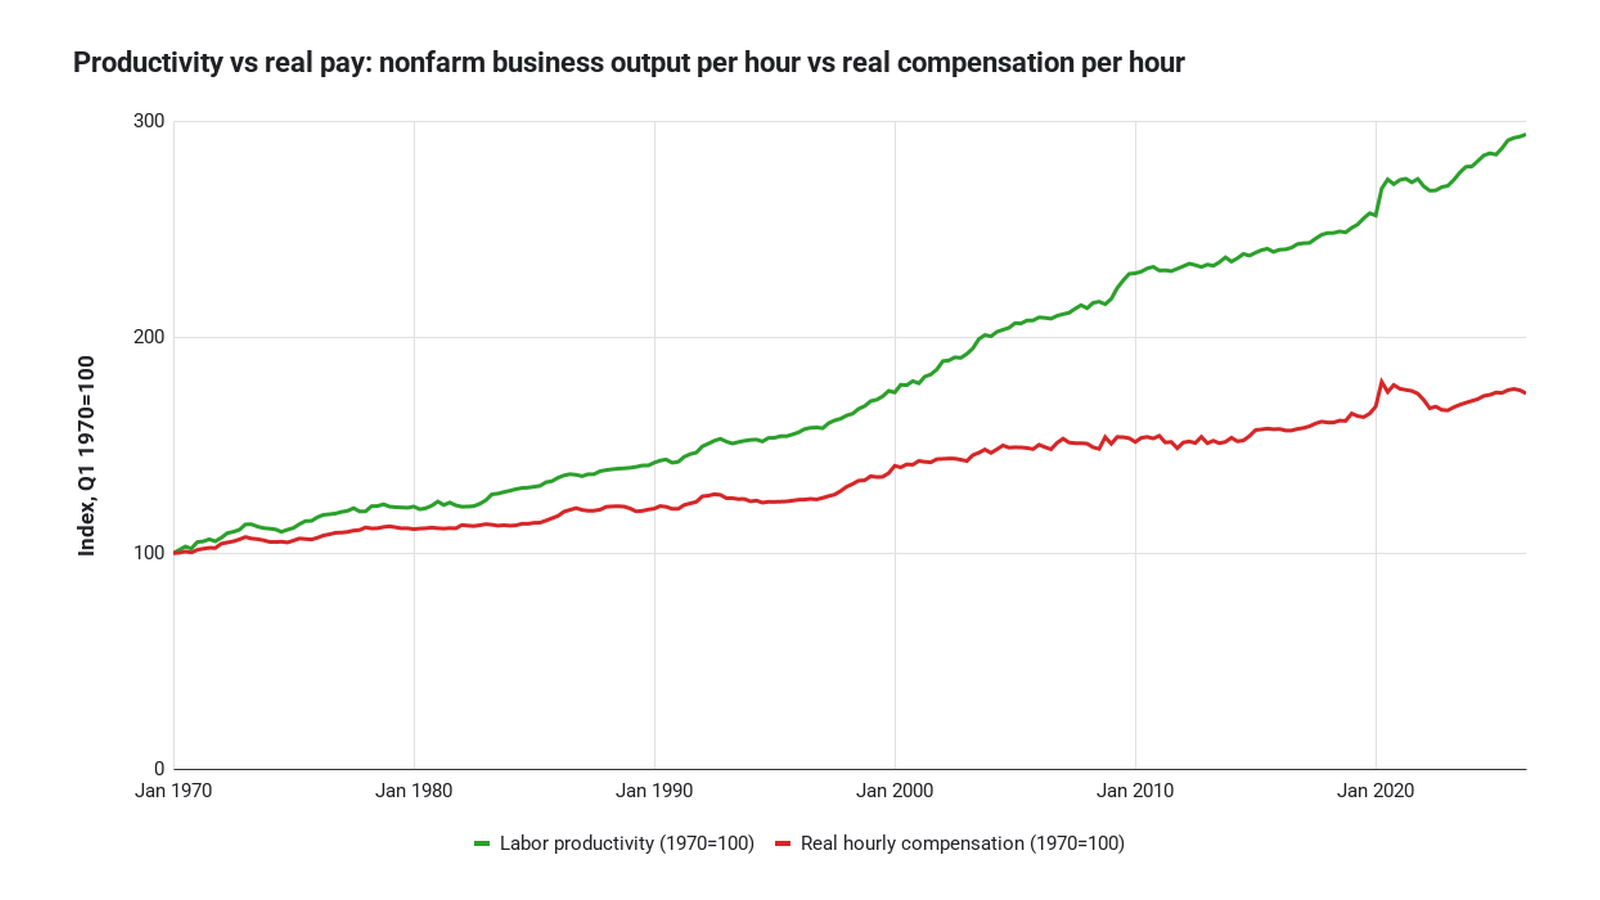 Productivity vs real pay: nonfarm business output per hour vs real compensation per hour
Index, Q1 1970=100
300
200
100
0
Jan 1970
Jan 1980
Jan 1990
Jan 2000
Jan 2010
Jan 2020
Labor productivity (1970=100)
Real hourly compensation (1970=100)